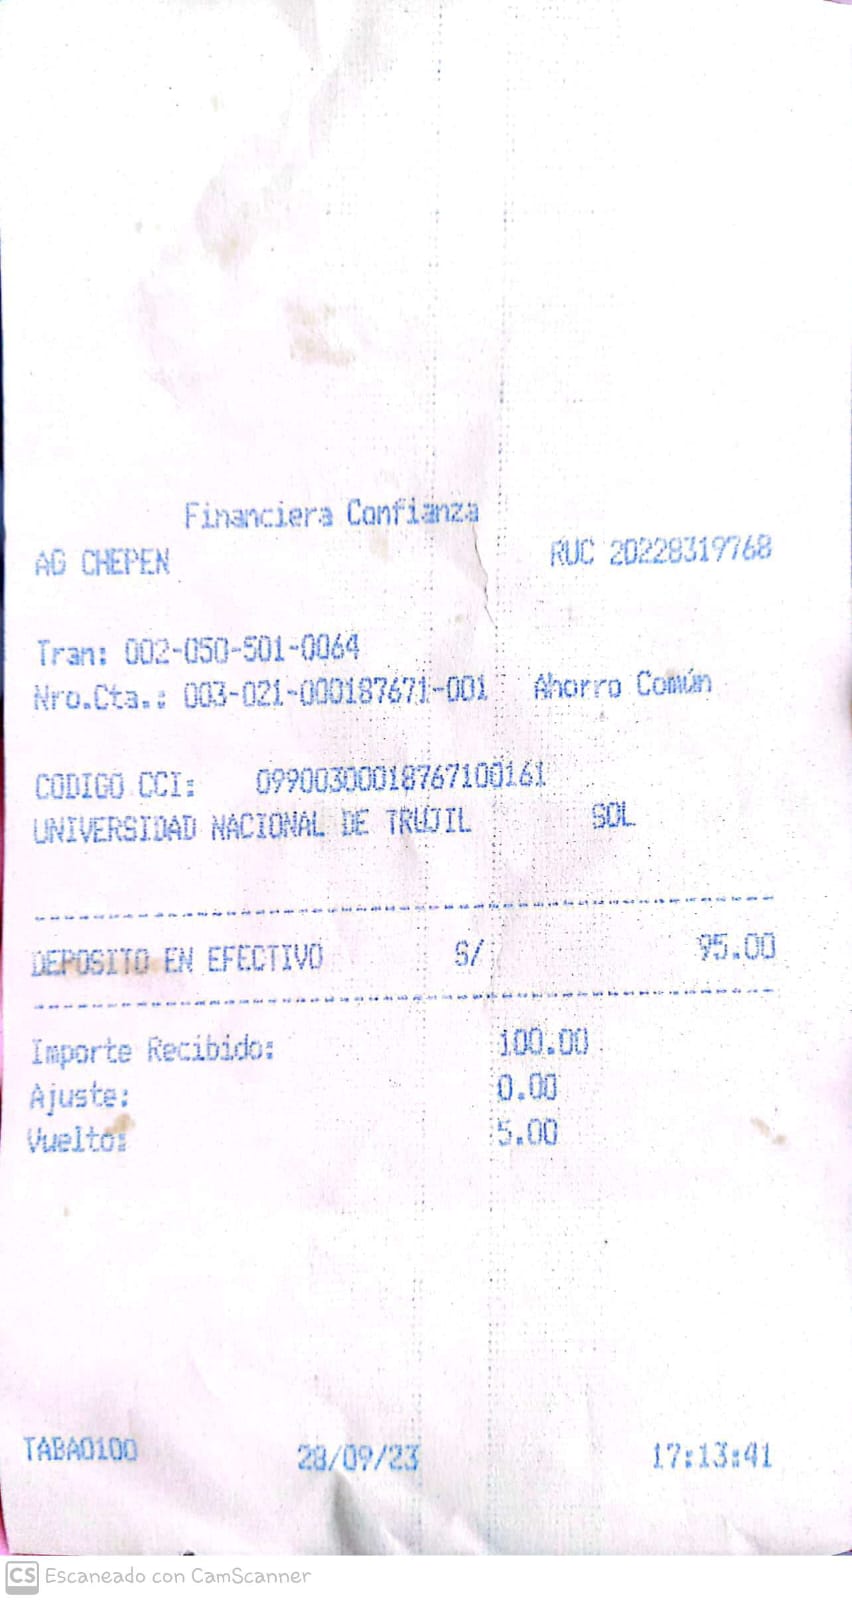 Financiera Confianza
AG CHEPEN RUC 20228319768
Tran: 002-050-501-0064
Nro.Cta.: 003-021-000187671-001 Ahorro Común
CODIGO CCI: 09900300018767100161
UNIVERSIDAD NACIONAL DE TRUJIL SOL
DEPOSITO EN EFECTIVO S/ 95.00
Importe Recibido: 100.00
Ajuste: 0.00
Vuelto: 5.00
TABA0100 28/09/23 17:13:41
CS Escaneado con CamScanner